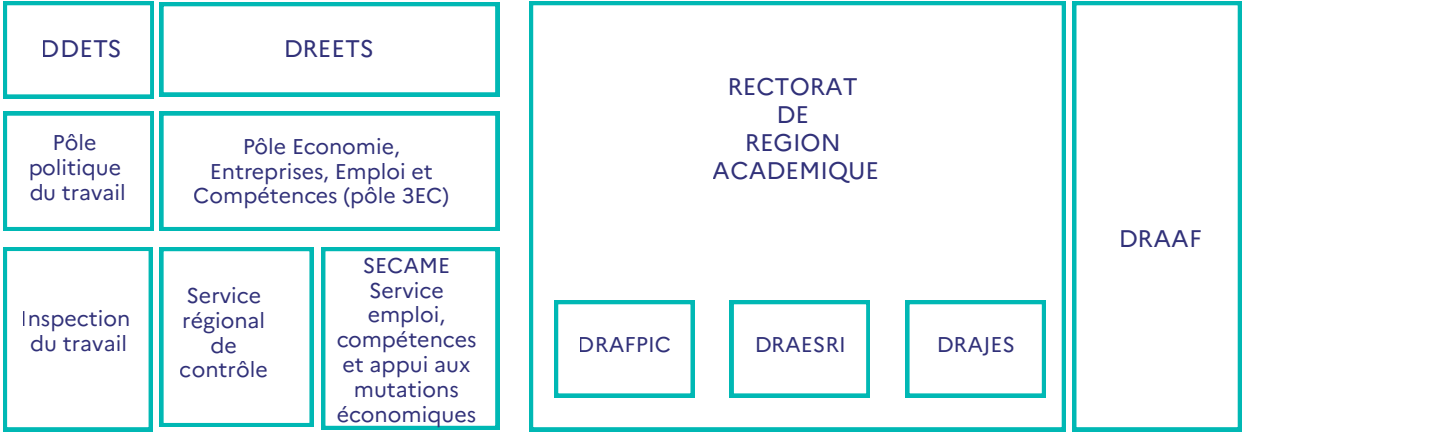 DDETS
DREETS
Pôle
politique
du travail
Pôle Economie,
Entreprises, Emploi et
Compétences (pôle 3EC)
Inspection
du travail
Service
régional
de
contrôle
SECAME
Service
emploi,
compétences
et appui aux
mutations
économiques
RECTORAT
DE
REGION
ACADEMIQUE
DRAFPIC
DRAESRI
DRAJES
DRAAF